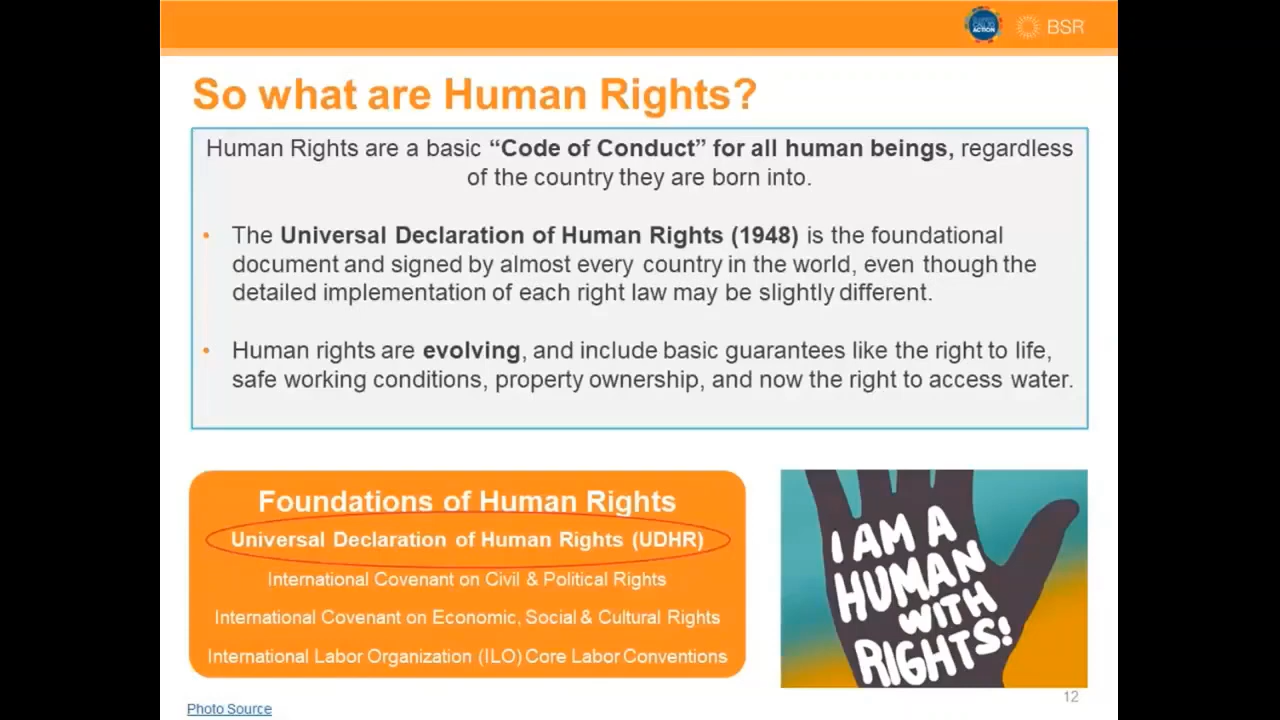 CALL TO
ACTION
BSR
So what are Human Rights?
Human Rights are a basic “Code of Conduct” for all human beings, regardless
of the country they are born into.
• The Universal Declaration of Human Rights (1948) is the foundational
document and signed by almost every country in the world, even though the
detailed implementation of each right law may be slightly different.
• Human rights are evolving, and include basic guarantees like the right to life,
safe working conditions, property ownership, and now the right to access water.
Foundations of Human Rights
Universal Declaration of Human Rights (UDHR)
International Covenant on Civil & Political Rights
International Covenant on Economic, Social & Cultural Rights
International Labor Organization (ILO) Core Labor Conventions
I AM A
HUMAN
WITH
RIGHTS!
12
Photo Source